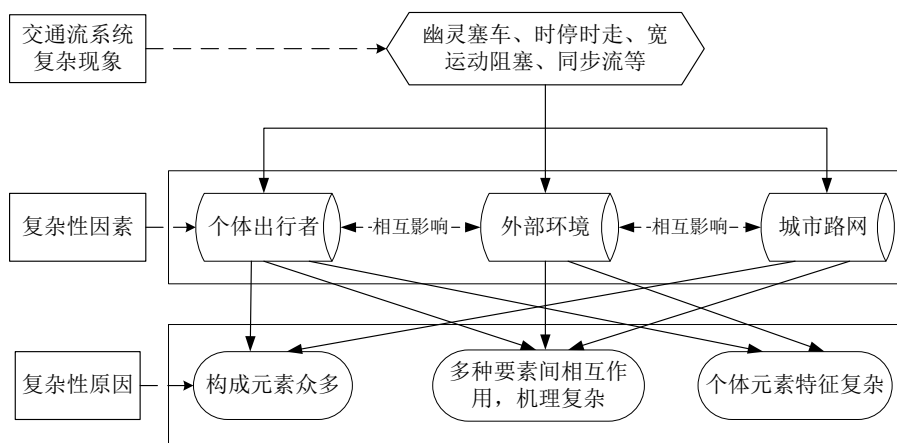 交通流系统
复杂现象
幽灵塞车、时停时走、宽
运动阻塞、同步流等
复杂性因素
个体出行者
相互影响
外部环境
相互影响
城市路网
复杂性原因
构成元素众多
多种要素间相互作
用，机理复杂
个体元素特征复杂